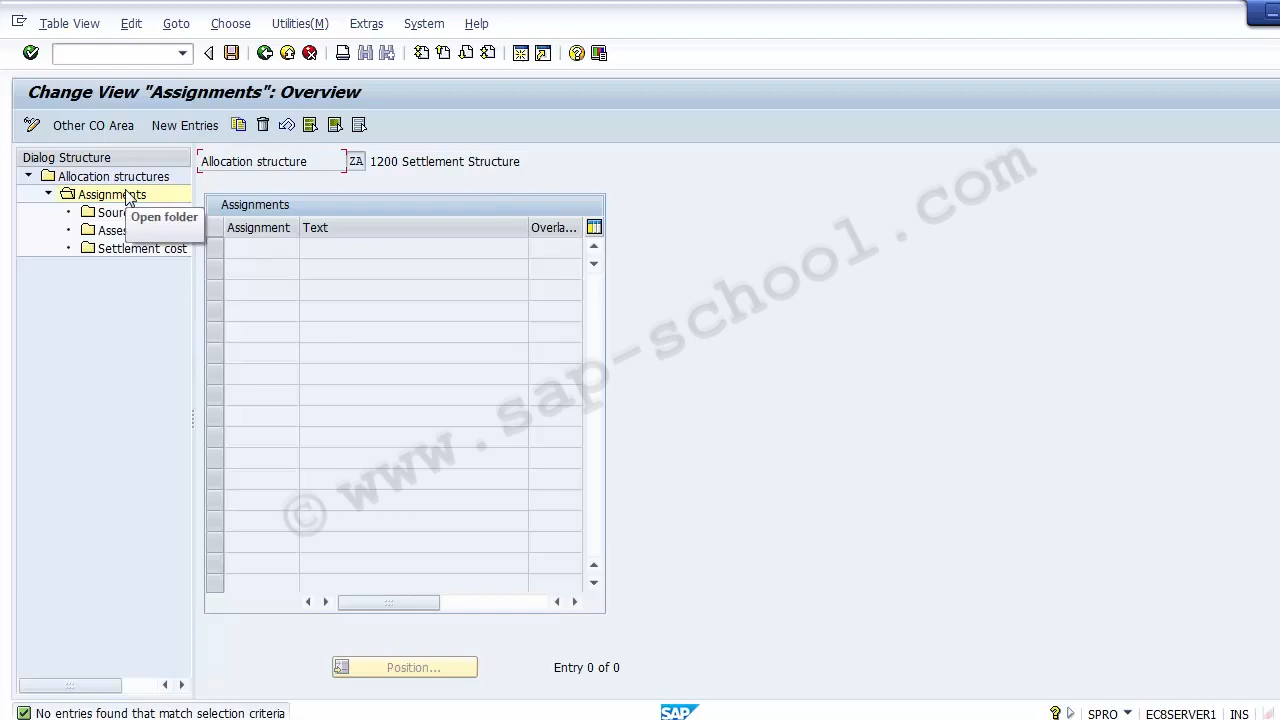 Table View Edit Goto Choose Utilities(M) Extras System Help
Change View "Assignments": Overview
Other CO Area New Entries
Dialog Structure
Allocation structures
Assignments
Sour
Asses
Settlement cost
Open folder
Allocation structure ZA 1200 Settlement Structure
Assignments
Assignment Text Overla...
© www.sap-school.com
Position... Entry 0 of 0
No entries found that match selection criteria
SAP
SPRO EC8SERVER1 INS